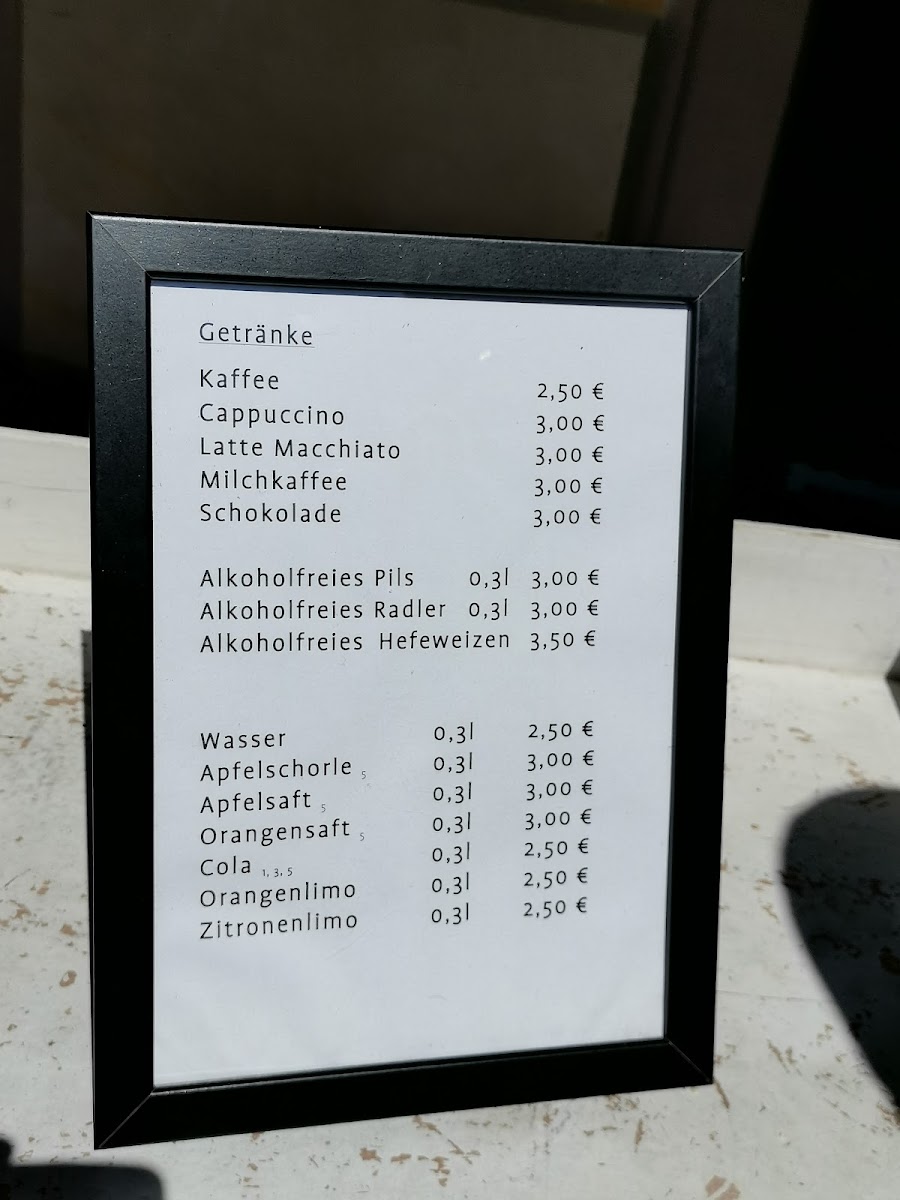 Getränke
Kaffee 2,50 €
Cappuccino 3,00 €
Latte Macchiato 3,00 €
Milchkaffee 3,00 €
Schokolade 3,00 €
Alkoholfreies Pils 0,3l 3,00 €
Alkoholfreies Radler 0,3l 3,00 €
Alkoholfreies Hefeweizen 3,50 €
Wasser 0,3l 2,50 €
Apfelschorle 5 0,3l 3,00 €
Apfelsaft 5 0,3l 3,00 €
Orangensaft 5 0,3l 3,00 €
Cola 1, 3, 5 0,3l 2,50 €
Orangenlimo 0,3l 2,50 €
Zitronenlimo 0,3l 2,50 €